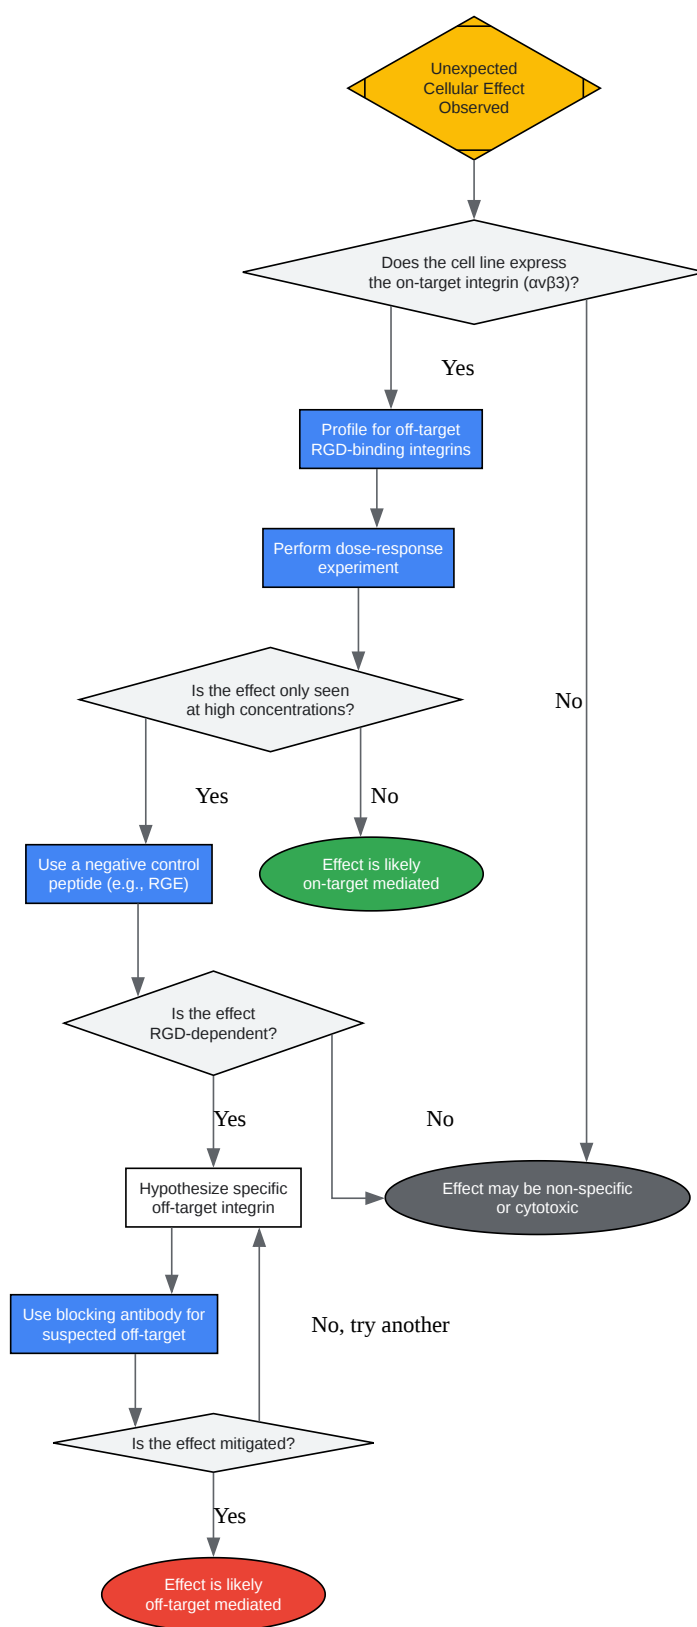 Unexpected
Cellular Effect
Observed
Does the cell line express
the on-target integrin (αvβ3)?
Yes
Profile for off-target
RGD-binding integrins
Perform dose-response
experiment
Is the effect only seen
at high concentrations?
No
Yes
No
Use a negative control
peptide (e.g., RGE)
Effect is likely
on-target mediated
Is the effect
RGD-dependent?
Yes
No
Hypothesize specific
off-target integrin
Effect may be non-specific
or cytotoxic
Use blocking antibody for
suspected off-target
No, try another
Is the effect mitigated?
Yes
Effect is likely
off-target mediated